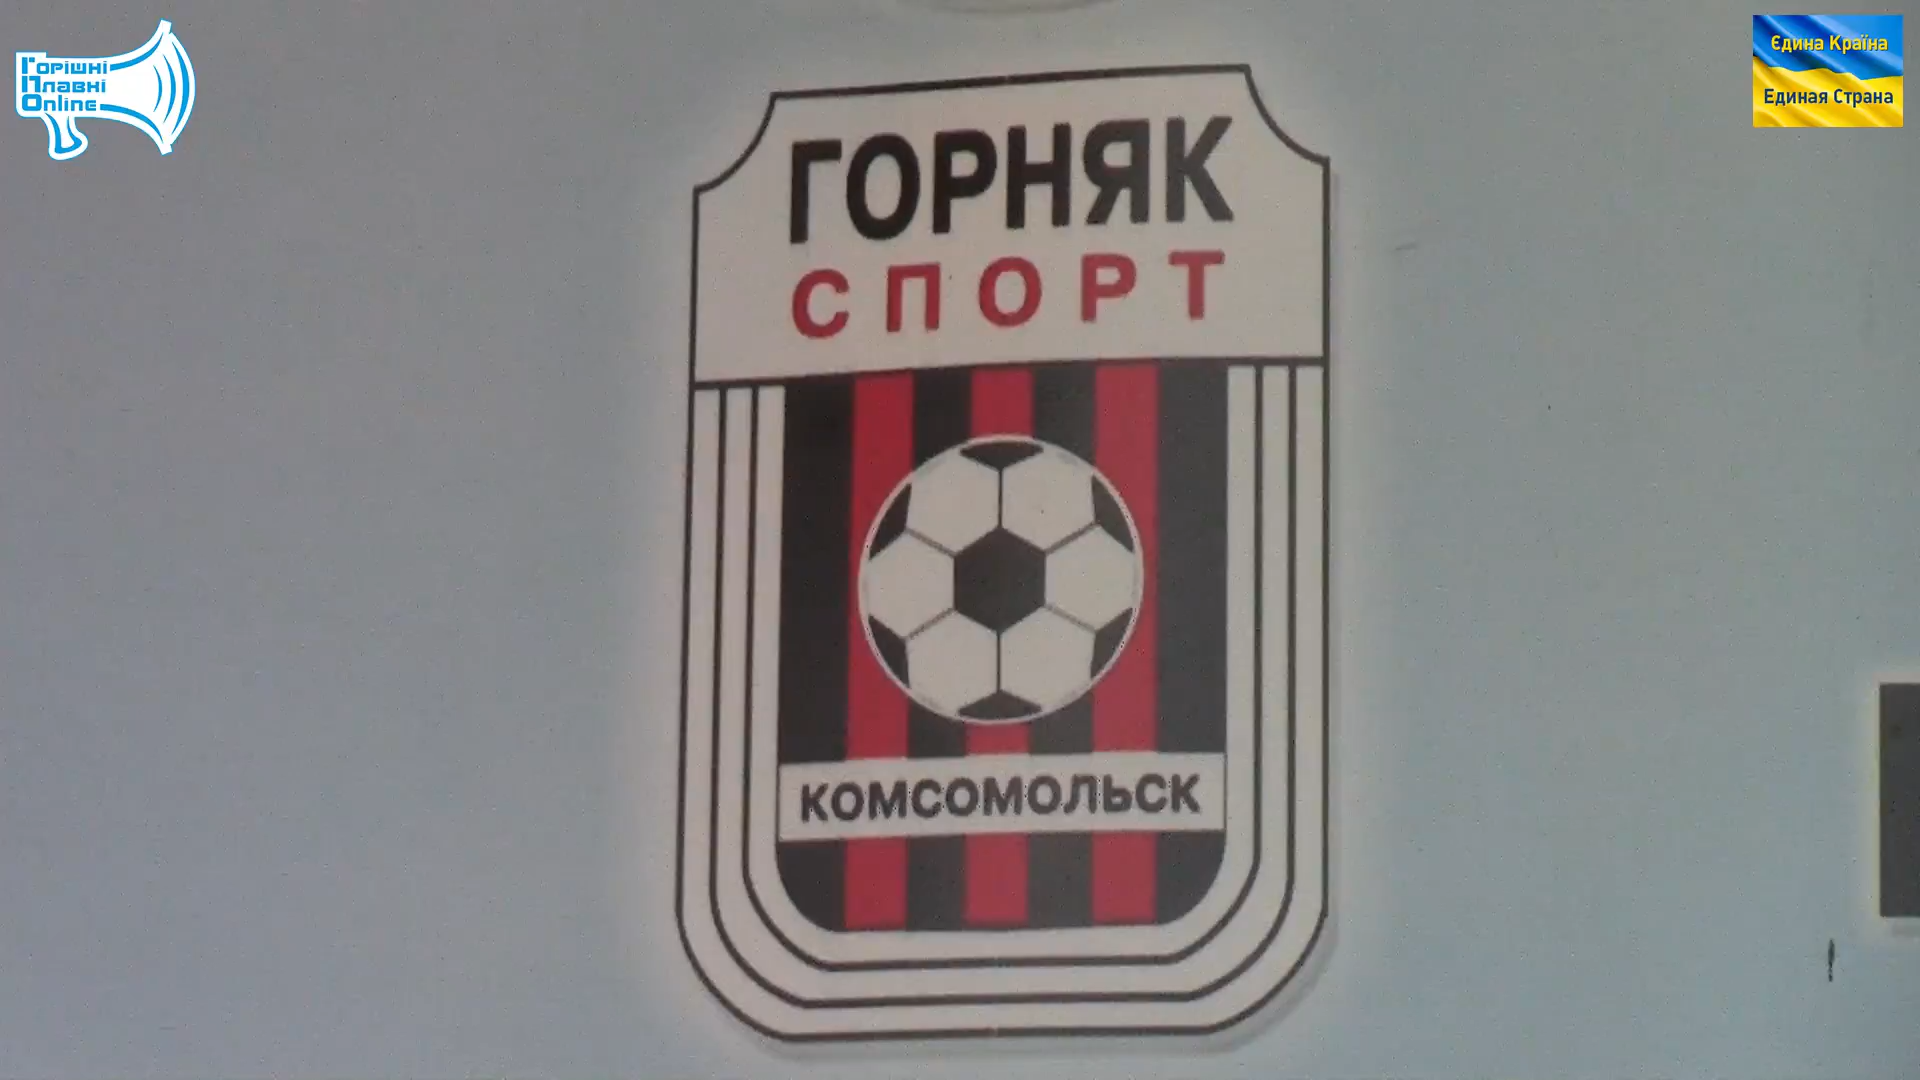 Горішні
Плавні
Online
Єдина Країна
Единая Страна
ГОРНЯК
СПОРТ
КОМСОМОЛЬСК